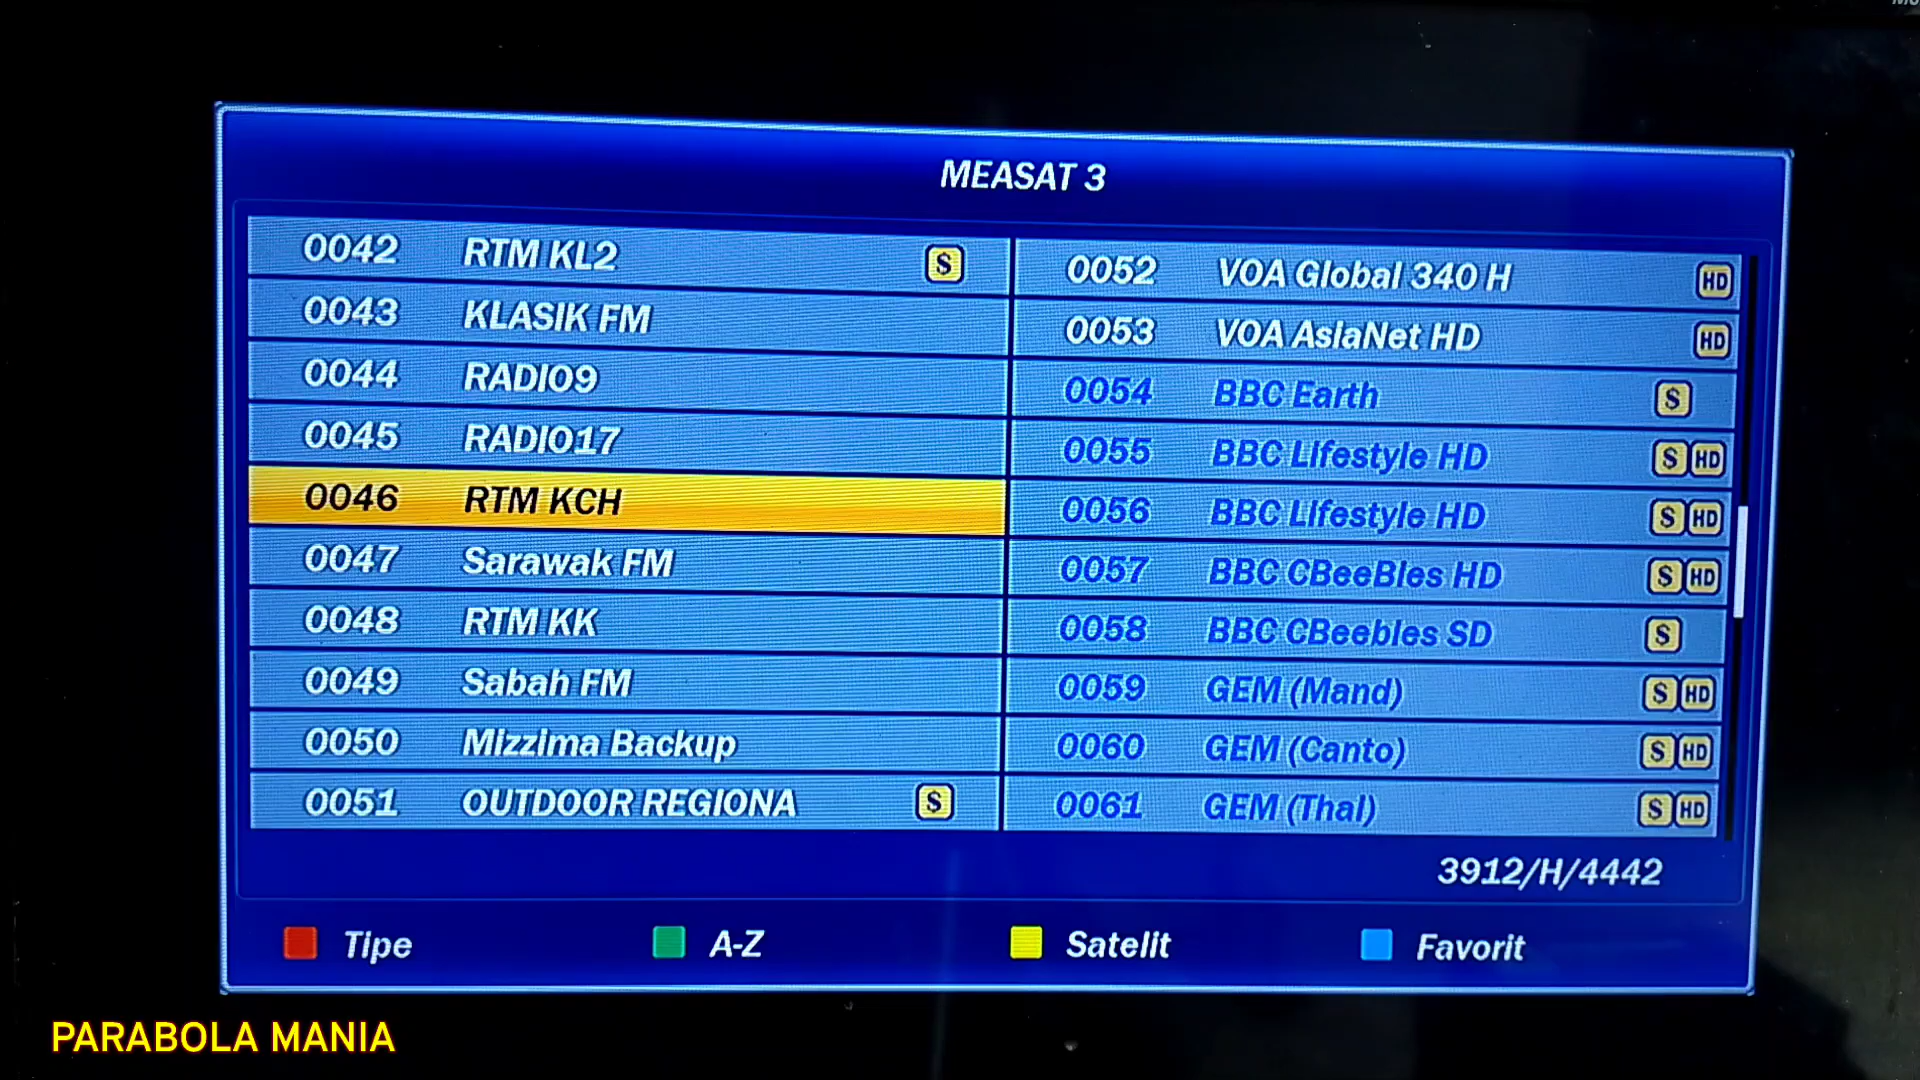 MEASAT 3
0042 RTM KL2 S
0043 KLASIK FM
0044 RADIO9
0045 RADIO17
0046 RTM KCH
0047 Sarawak FM
0048 RTM KK
0049 Sabah FM
0050 Mizzima Backup
0051 OUTDOOR REGIONA S
0052 VOA Global 340 H HD
0053 VOA AsiaNet HD HD
0054 BBC Earth S
0055 BBC Lifestyle HD S HD
0056 BBC Lifestyle HD S HD
0057 BBC CBeeBies HD S HD
0058 BBC CBeebies SD S
0059 GEM (Mand) S HD
0060 GEM (Canto) S HD
0061 GEM (Thai) S HD
3912/H/4442
Tipe A-Z Satelit Favorit
PARABOLA MANIA